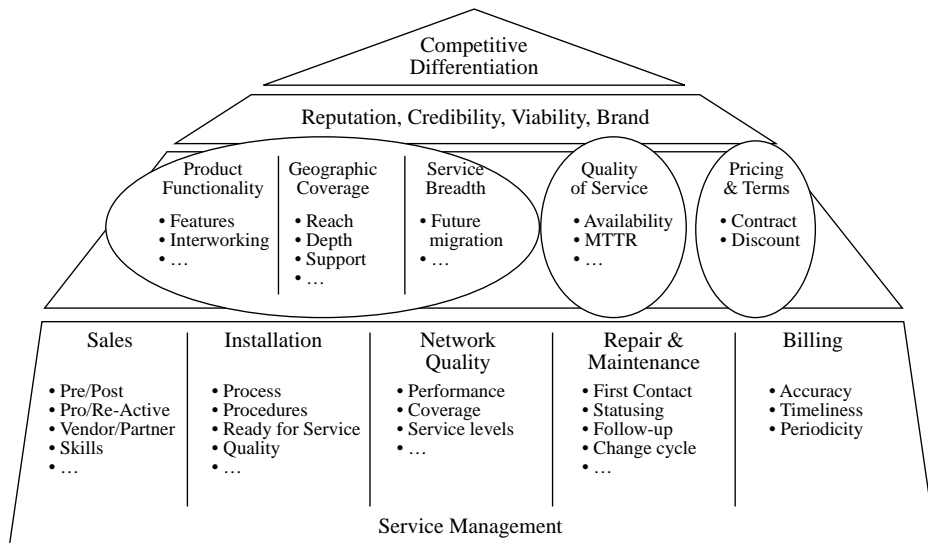 Competitive
Differentiation
Reputation, Credibility, Viability, Brand
Product
Functionality
• Features
• Interworking
• …
Geographic
Coverage
• Reach
• Depth
• Support
• …
Service
Breadth
• Future
migration
• …
Quality
of Service
• Availability
• MTTR
• …
Pricing
& Terms
• Contract
• Discount
Sales
• Pre/Post
• Pro/Re-Active
• Vendor/Partner
• Skills
• …
Installation
• Process
• Procedures
• Ready for Service
• Quality
• …
Network
Quality
• Performance
• Coverage
• Service levels
• …
Repair &
Maintenance
• First Contact
• Statusing
• Follow-up
• Change cycle
• …
Billing
• Accuracy
• Timeliness
• Periodicity
Service Management